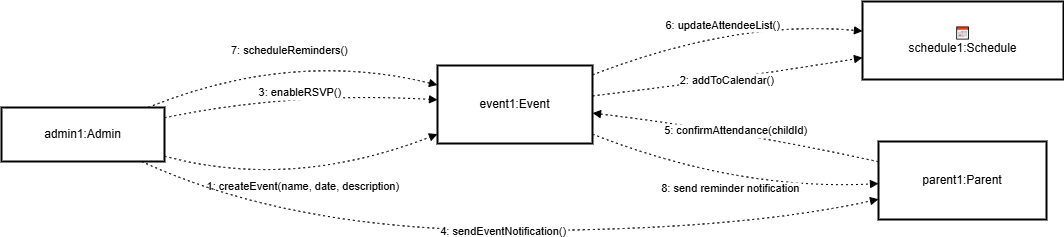 6: updateAttendeeList()
7: scheduleReminders()
schedule1:Schedule
2: addToCalendar()
3: enableRSVP()
event1:Event
admin1:Admin
5: confirmAttendance(childId)
parent1:Parent
1: createEvent(name, date, description)
8: send reminder notification
4: sendEventNotification()